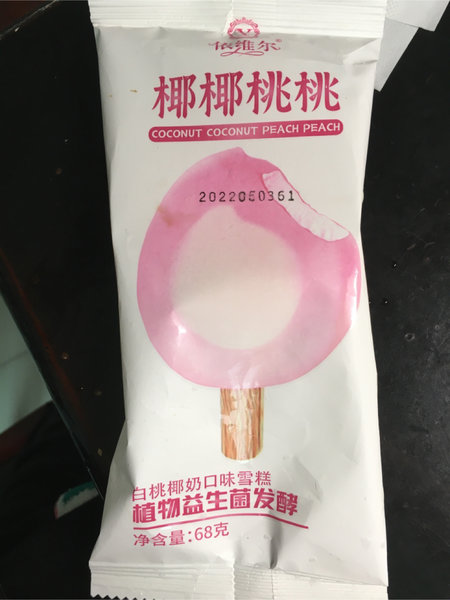 依维尔®
椰椰桃桃
COCONUT COCONUT PEACH PEACH
2022050361
白桃椰奶口味雪糕
植物益生菌发酵
净含量:68克